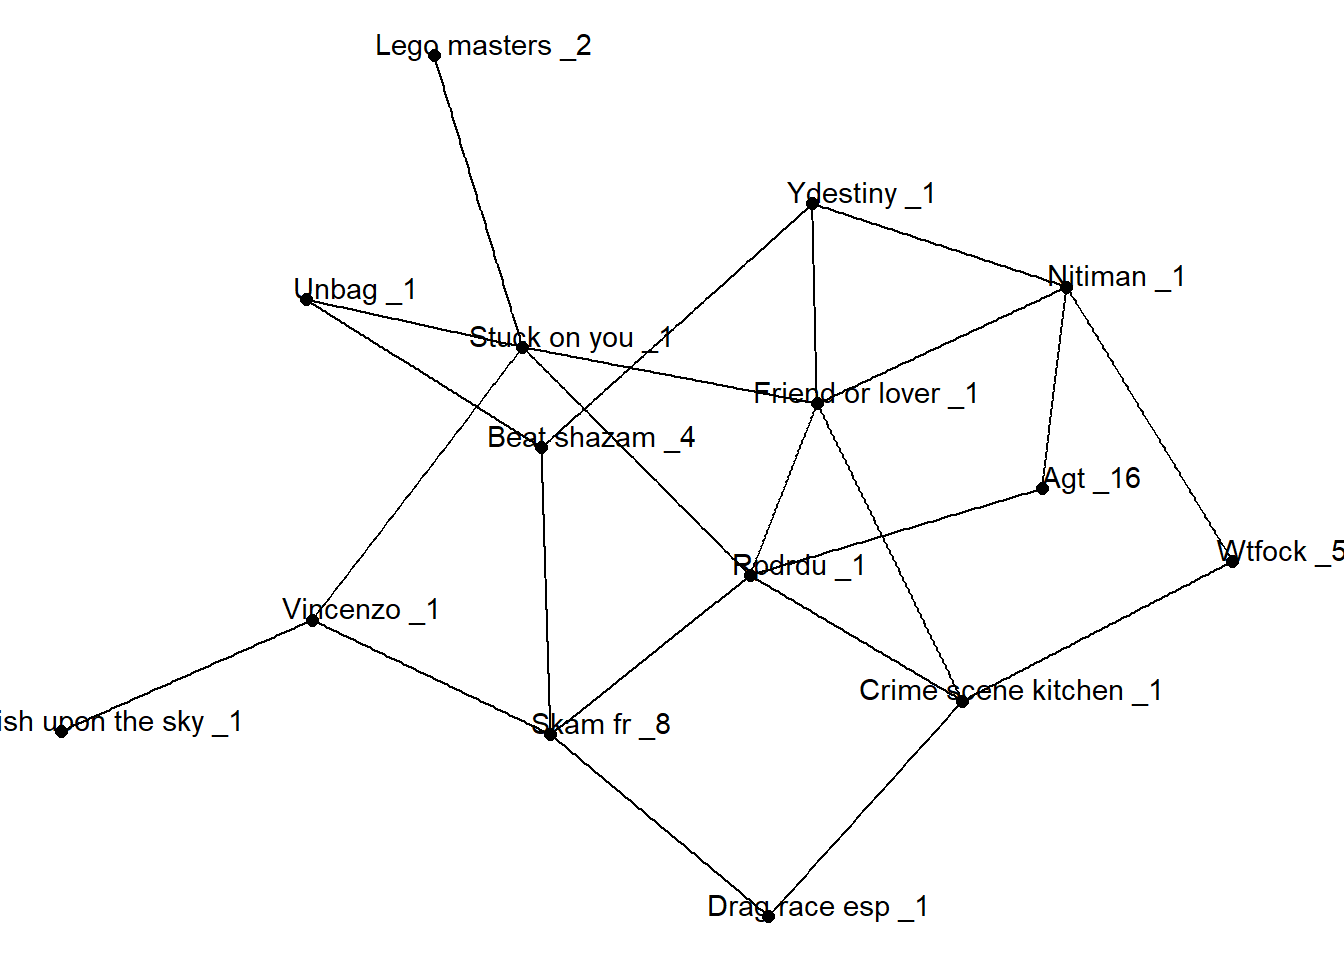 Lego masters _2
Ydestiny _1
Nitiman _1
Unbag _1
Stuck on you _1
Friend or lover _1
Beat shazam _4
Agt _16
Wtfock _5
Rodrdu _1
Vincenzo _1
Crime scene kitchen _1
ish upon the sky _1
Skam fr _8
Drag race esp _1